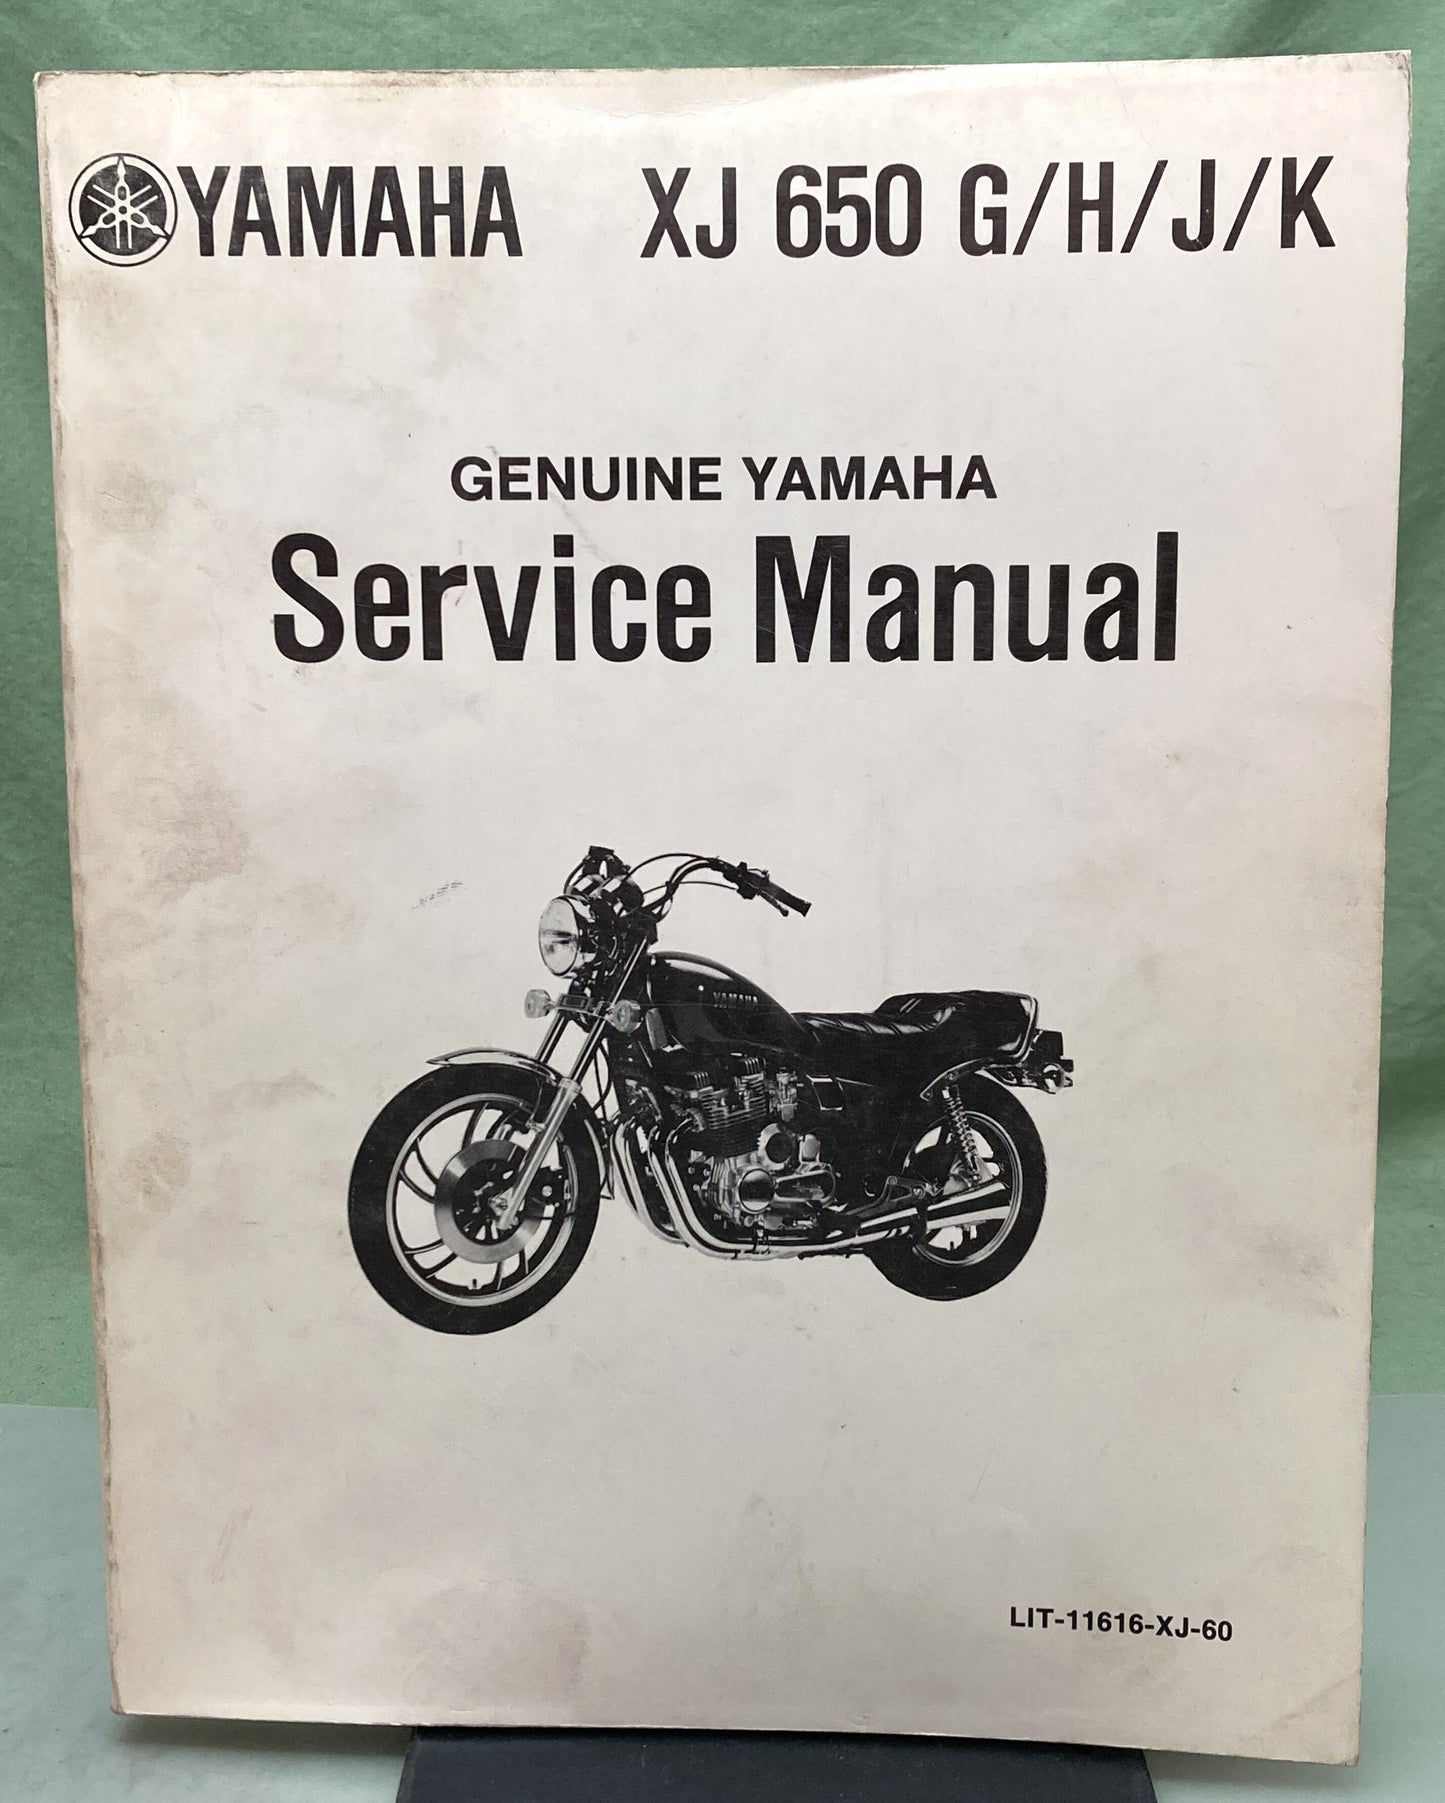 YAMAHA XJ 650 G/H/J/K
GENUINE YAMAHA
Service Manual
YAMAHA
LIT-11616-XJ-60